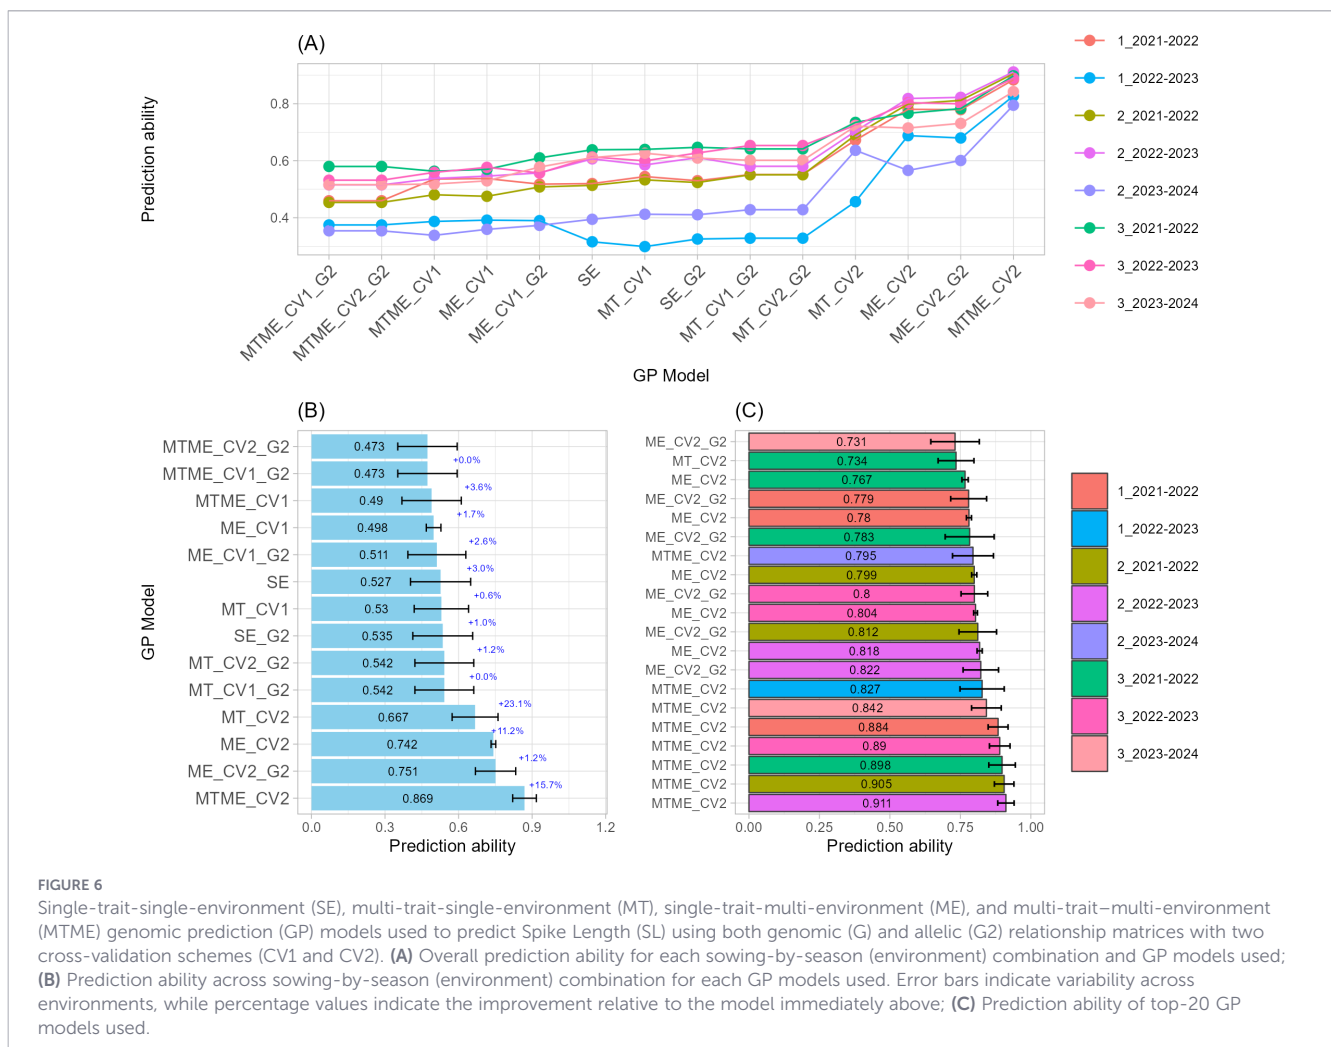 (A)
Prediction ability
0.8
0.6
0.4
MTME_CV1_G2
MTME_CV2_G2
MTME_CV1
ME_CV1
ME_CV1_G2
SE
MT_CV1
SE_G2
MT_CV1_G2
MT_CV2_G2
MT_CV2
ME_CV2
ME_CV2_G2
MTME_CV2
GP Model
1_2021-2022
1_2022-2023
2_2021-2022
2_2022-2023
2_2023-2024
3_2021-2022
3_2022-2023
3_2023-2024
(B)
GP Model
MTME_CV2_G2 0.473
+0.0%
MTME_CV1_G2 0.473
+3.6%
MTME_CV1 0.49
+1.7%
ME_CV1 0.498
+2.6%
ME_CV1_G2 0.511
+3.0%
SE 0.527
+0.6%
MT_CV1 0.53
+1.0%
SE_G2 0.535
+1.2%
MT_CV2_G2 0.542
+0.0%
MT_CV1_G2 0.542
+23.1%
MT_CV2 0.667
+11.2%
ME_CV2 0.742
+1.2%
ME_CV2_G2 0.751
+15.7%
MTME_CV2 0.869
0.0 0.3 0.6 0.9 1.2
Prediction ability
(C)
ME_CV2_G2 0.731
MT_CV2 0.734
ME_CV2 0.767
ME_CV2_G2 0.779
ME_CV2 0.78
ME_CV2_G2 0.783
MTME_CV2 0.795
ME_CV2 0.799
ME_CV2_G2 0.8
ME_CV2 0.804
ME_CV2_G2 0.812
ME_CV2 0.818
ME_CV2_G2 0.822
MTME_CV2 0.827
MTME_CV2 0.842
MTME_CV2 0.884
MTME_CV2 0.89
MTME_CV2 0.898
MTME_CV2 0.905
MTME_CV2 0.911
0.00 0.25 0.50 0.75 1.00
Prediction ability
1_2021-2022
1_2022-2023
2_2021-2022
2_2022-2023
2_2023-2024
3_2021-2022
3_2022-2023
3_2023-2024
FIGURE 6
Single-trait-single-environment (SE), multi-trait-single-environment (MT), single-trait-multi-environment (ME), and multi-trait–multi-environment
(MTME) genomic prediction (GP) models used to predict Spike Length (SL) using both genomic (G) and allelic (G2) relationship matrices with two
cross-validation schemes (CV1 and CV2). (A) Overall prediction ability for each sowing-by-season (environment) combination and GP models used;
(B) Prediction ability across sowing-by-season (environment) combination for each GP models used. Error bars indicate variability across
environments, while percentage values indicate the improvement relative to the model immediately above; (C) Prediction ability of top-20 GP
models used.